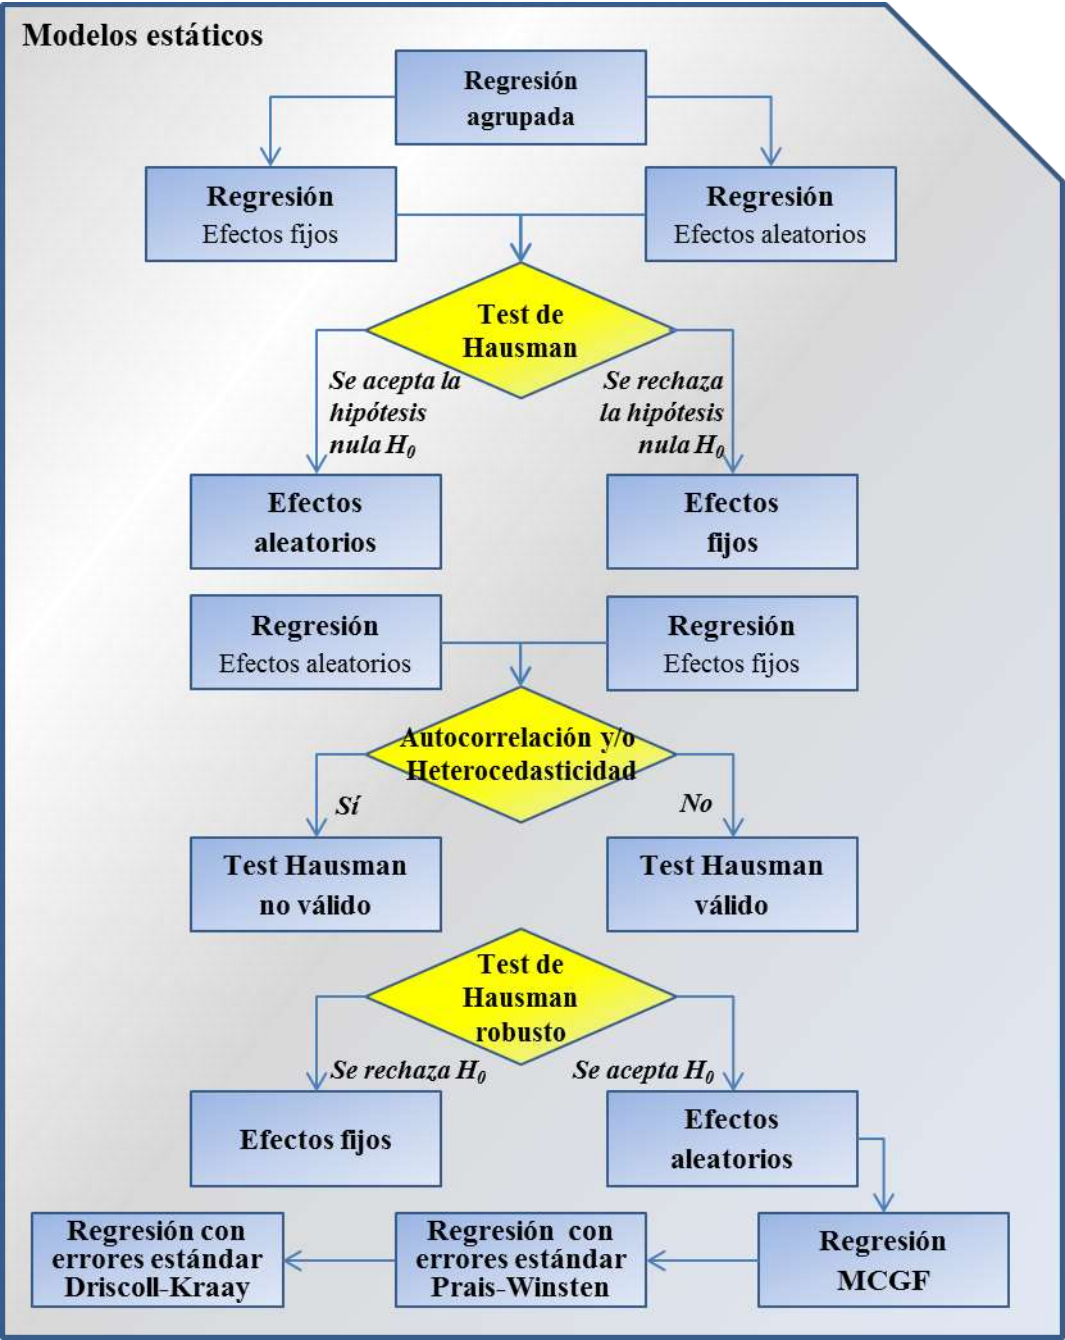 Modelos estáticos
Regresión
agrupada
Regresión
Efectos fijos
Regresión
Efectos aleatorios
Test de
Hausman
Se acepta la
hipótesis
nula H₀
Se rechaza
la hipótesis
nula H₀
Efectos
aleatorios
Efectos
fijos
Regresión
Efectos aleatorios
Regresión
Efectos fijos
Autocorrelación y/o
Heterocedasticidad
Sí
No
Test Hausman
no válido
Test Hausman
válido
Test de
Hausman
robusto
Se rechaza H₀
Se acepta H₀
Efectos fijos
Efectos
aleatorios
Regresión con
errores estándar
Driscoll-Kraay
Regresión con
errores estándar
Prais-Winsten
Regresión
MCGF